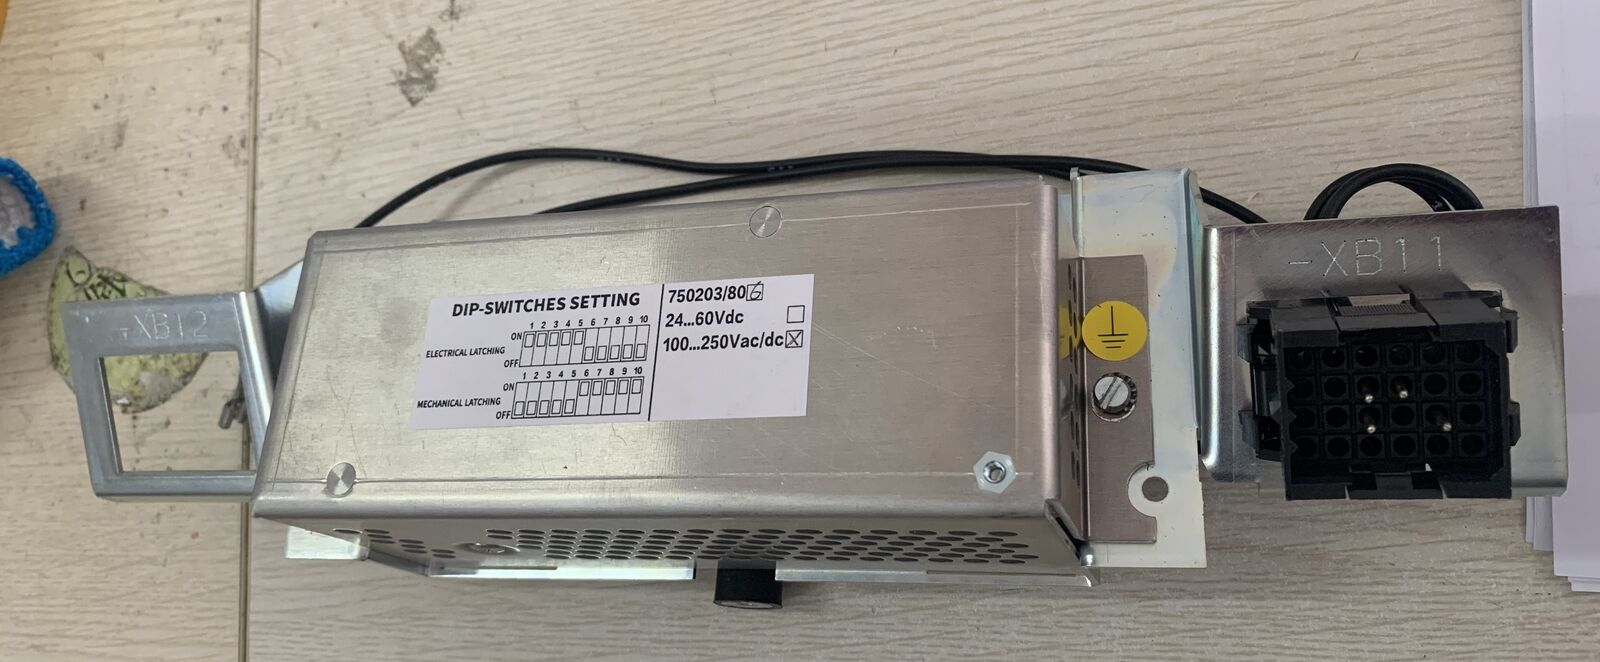 -XB12
DIP-SWITCHES SETTING
1 2 3 4 5 6 7 8 9 10
ON
ELECTRICAL LATCHING
OFF
1 2 3 4 5 6 7 8 9 10
ON
MECHANICAL LATCHING
OFF
750203/806
24...60Vdc
100...250Vac/dc
-XB11